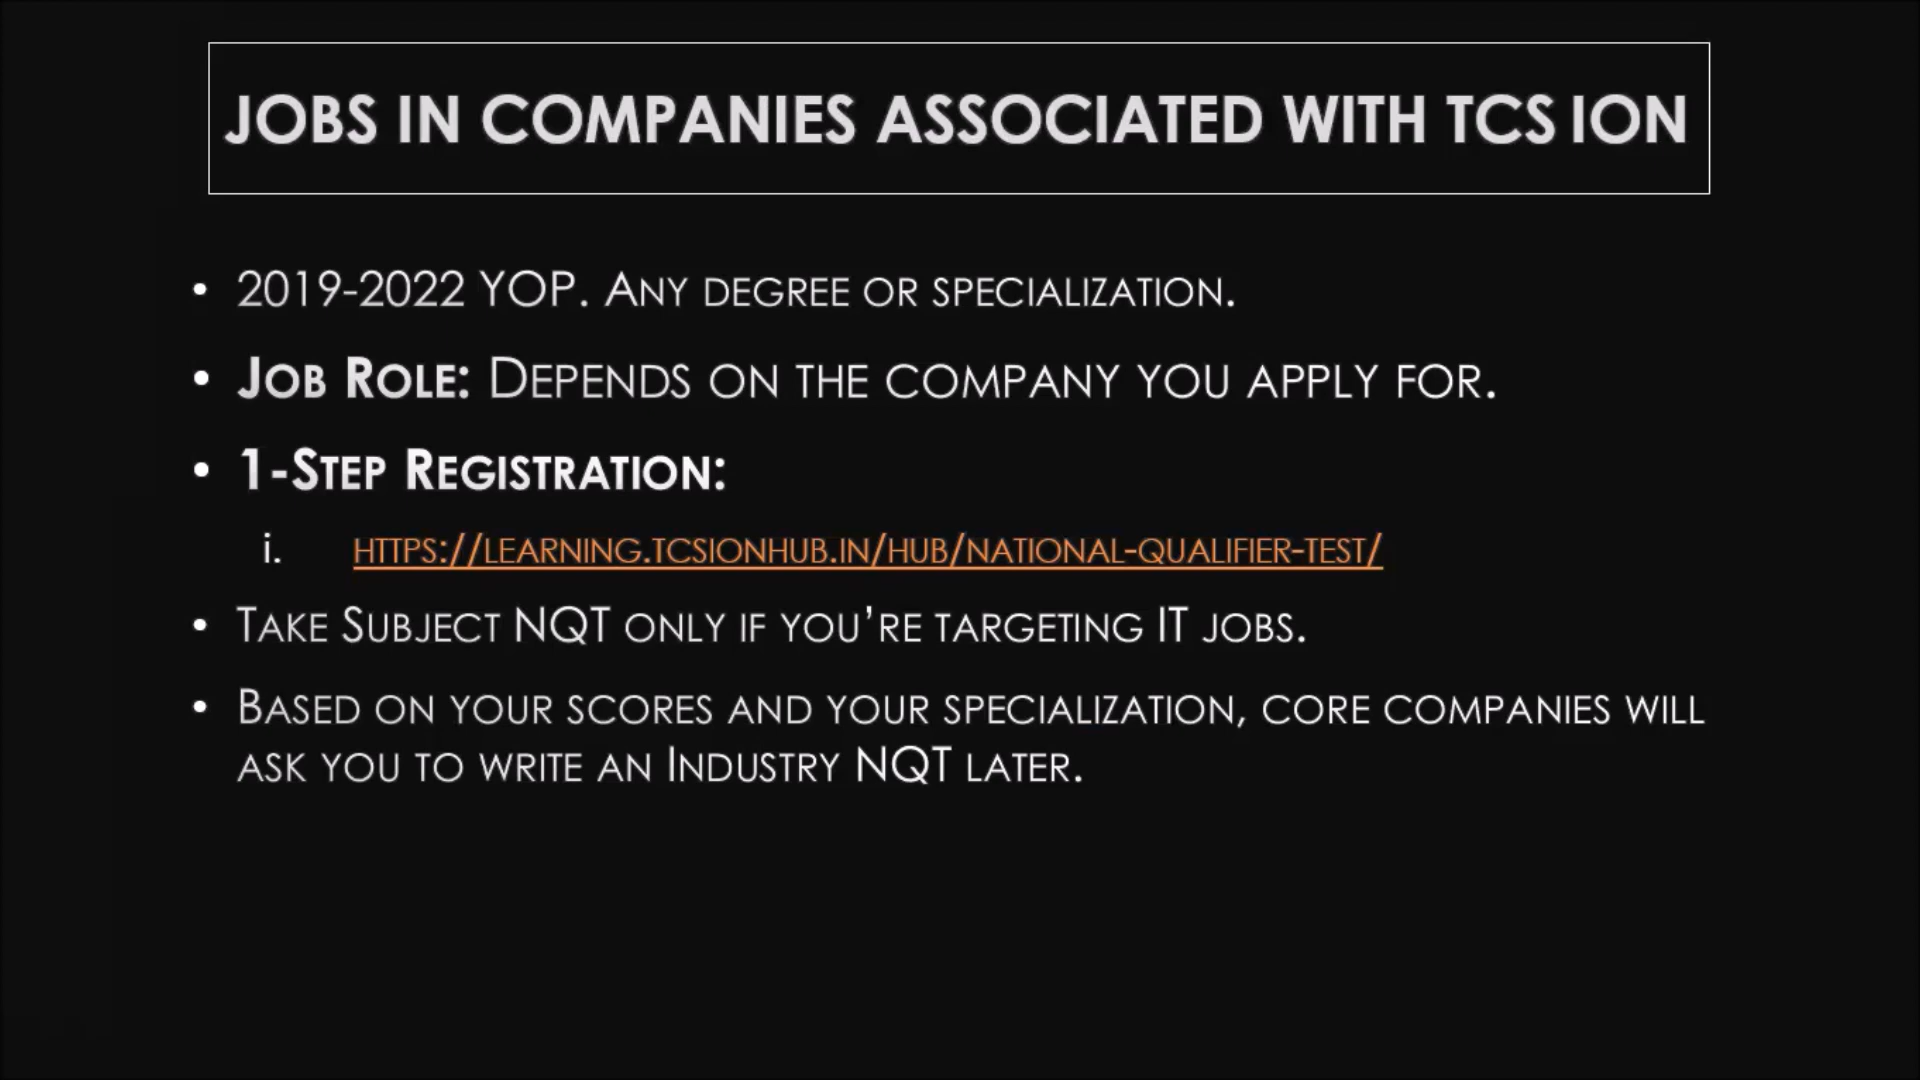 JOBS IN COMPANIES ASSOCIATED WITH TCS ION
• 2019-2022 YOP. ANY DEGREE OR SPECIALIZATION.
• JOB ROLE: DEPENDS ON THE COMPANY YOU APPLY FOR.
• 1-STEP REGISTRATION:
i. HTTPS://LEARNING.TCSIONHUB.IN/HUB/NATIONAL-QUALIFIER-TEST/
• TAKE SUBJECT NQT ONLY IF YOU’RE TARGETING IT JOBS.
• BASED ON YOUR SCORES AND YOUR SPECIALIZATION, CORE COMPANIES WILL
ASK YOU TO WRITE AN INDUSTRY NQT LATER.